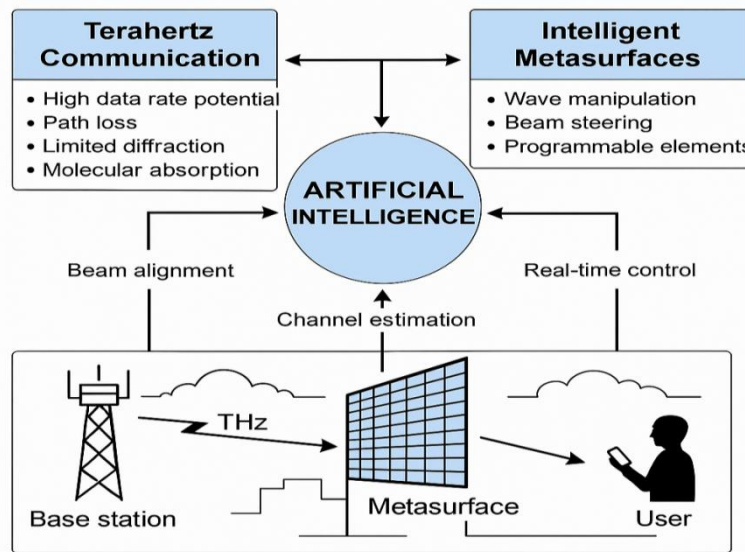 Terahertz
Communication
• High data rate potential
• Path loss
• Limited diffraction
• Molecular absorption
Intelligent
Metasurfaces
• Wave manipulation
• Beam steering
• Programmable elements
ARTIFICIAL
INTELLIGENCE
Beam alignment
Channel estimation
Real-time control
THz
Base station
Metasurface
User